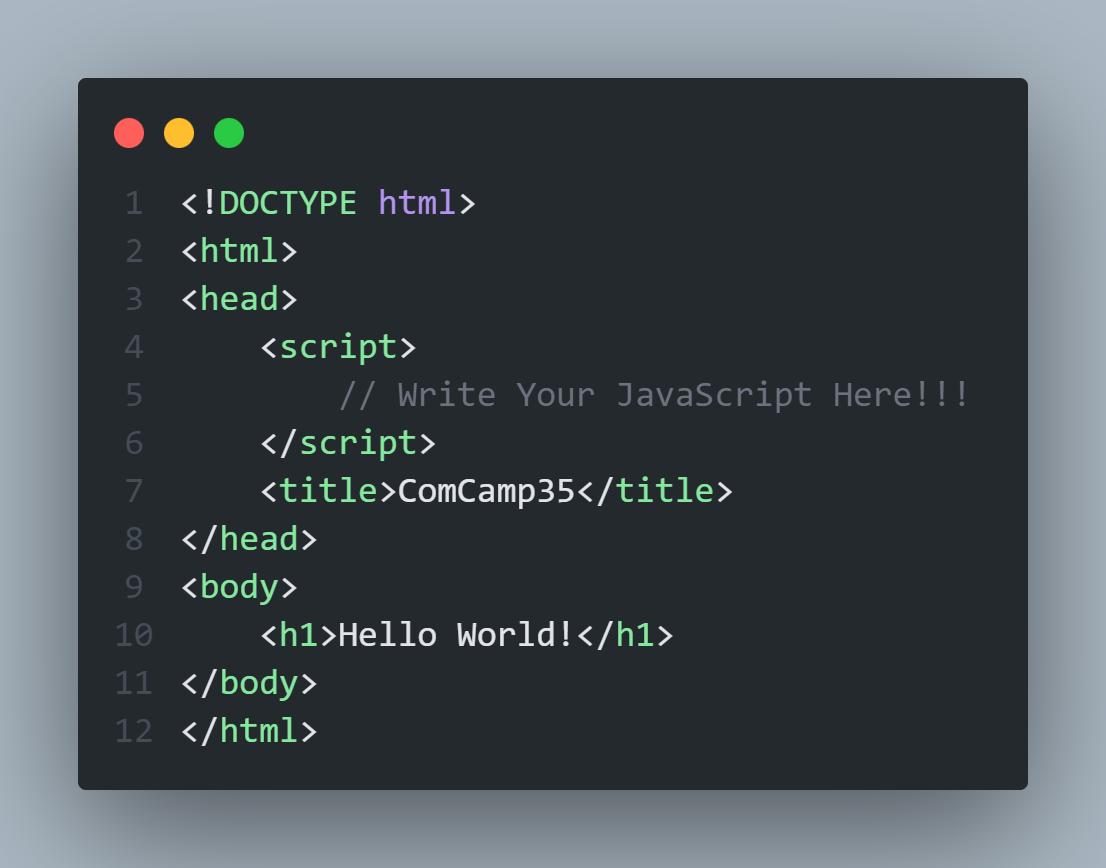 1 <!DOCTYPE html>
2 <html>
3 <head>
4     <script>
5         // Write Your JavaScript Here!!!
6     </script>
7     <title>ComCamp35</title>
8 </head>
9 <body>
10     <h1>Hello World!</h1>
11 </body>
12 </html>